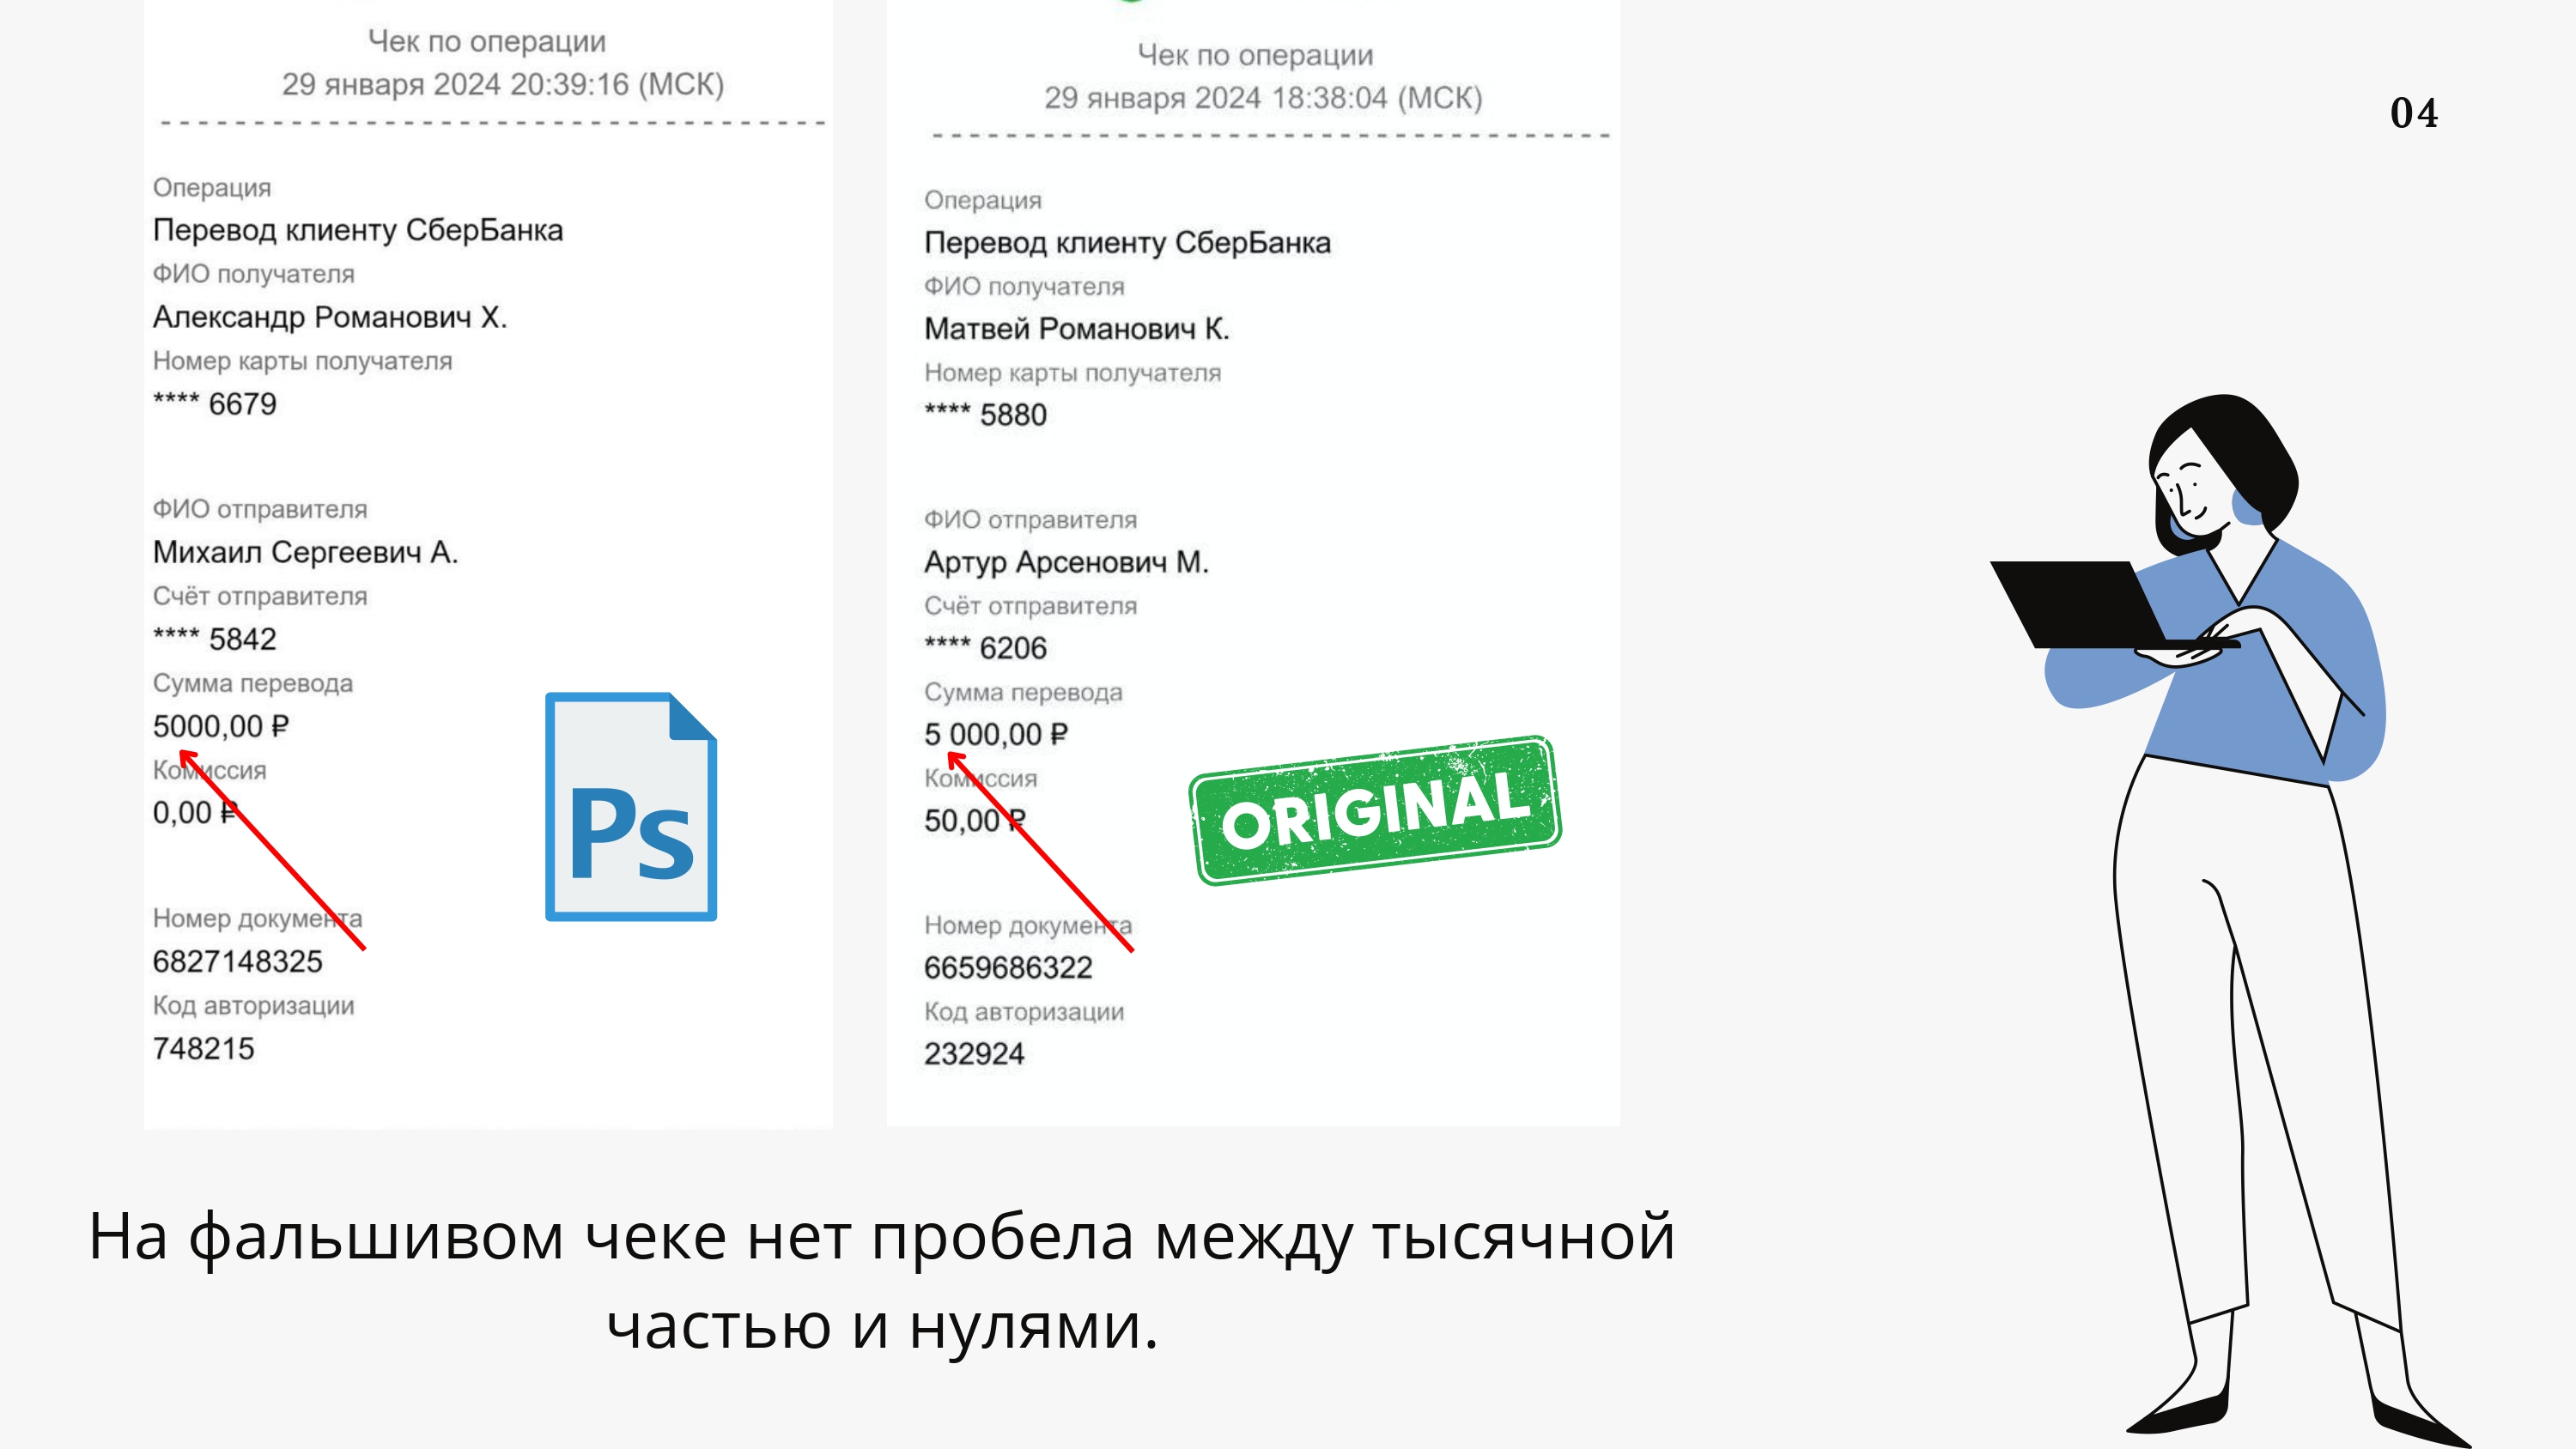 Чек по операции
29 января 2024 20:39:16 (МСК)
Операция
Перевод клиенту СберБанка
ФИО получателя
Александр Романович Х.
Номер карты получателя
**** 6679
ФИО отправителя
Михаил Сергеевич А.
Счёт отправителя
**** 5842
Сумма перевода
5000,00 ₽
Комиссия
0,00 ₽
Номер документа
6827148325
Код авторизации
748215
Ps
Чек по операции
29 января 2024 18:38:04 (МСК)
Операция
Перевод клиенту СберБанка
ФИО получателя
Матвей Романович К.
Номер карты получателя
**** 5880
ФИО отправителя
Артур Арсенович М.
Счёт отправителя
**** 6206
Сумма перевода
5 000,00 ₽
Комиссия
50,00 ₽
Номер документа
6659686322
Код авторизации
232924
ORIGINAL
04
На фальшивом чеке нет пробела между тысячной
частью и нулями.